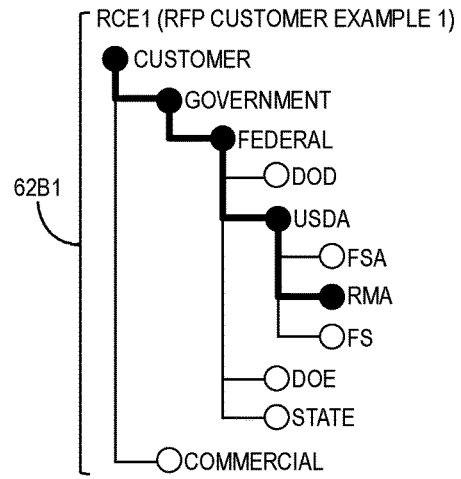 RCE1 (RFP CUSTOMER EXAMPLE 1)
CUSTOMER
GOVERNMENT
FEDERAL
DOD
62B1
USDA
FSA
RMA
FS
DOE
STATE
COMMERCIAL